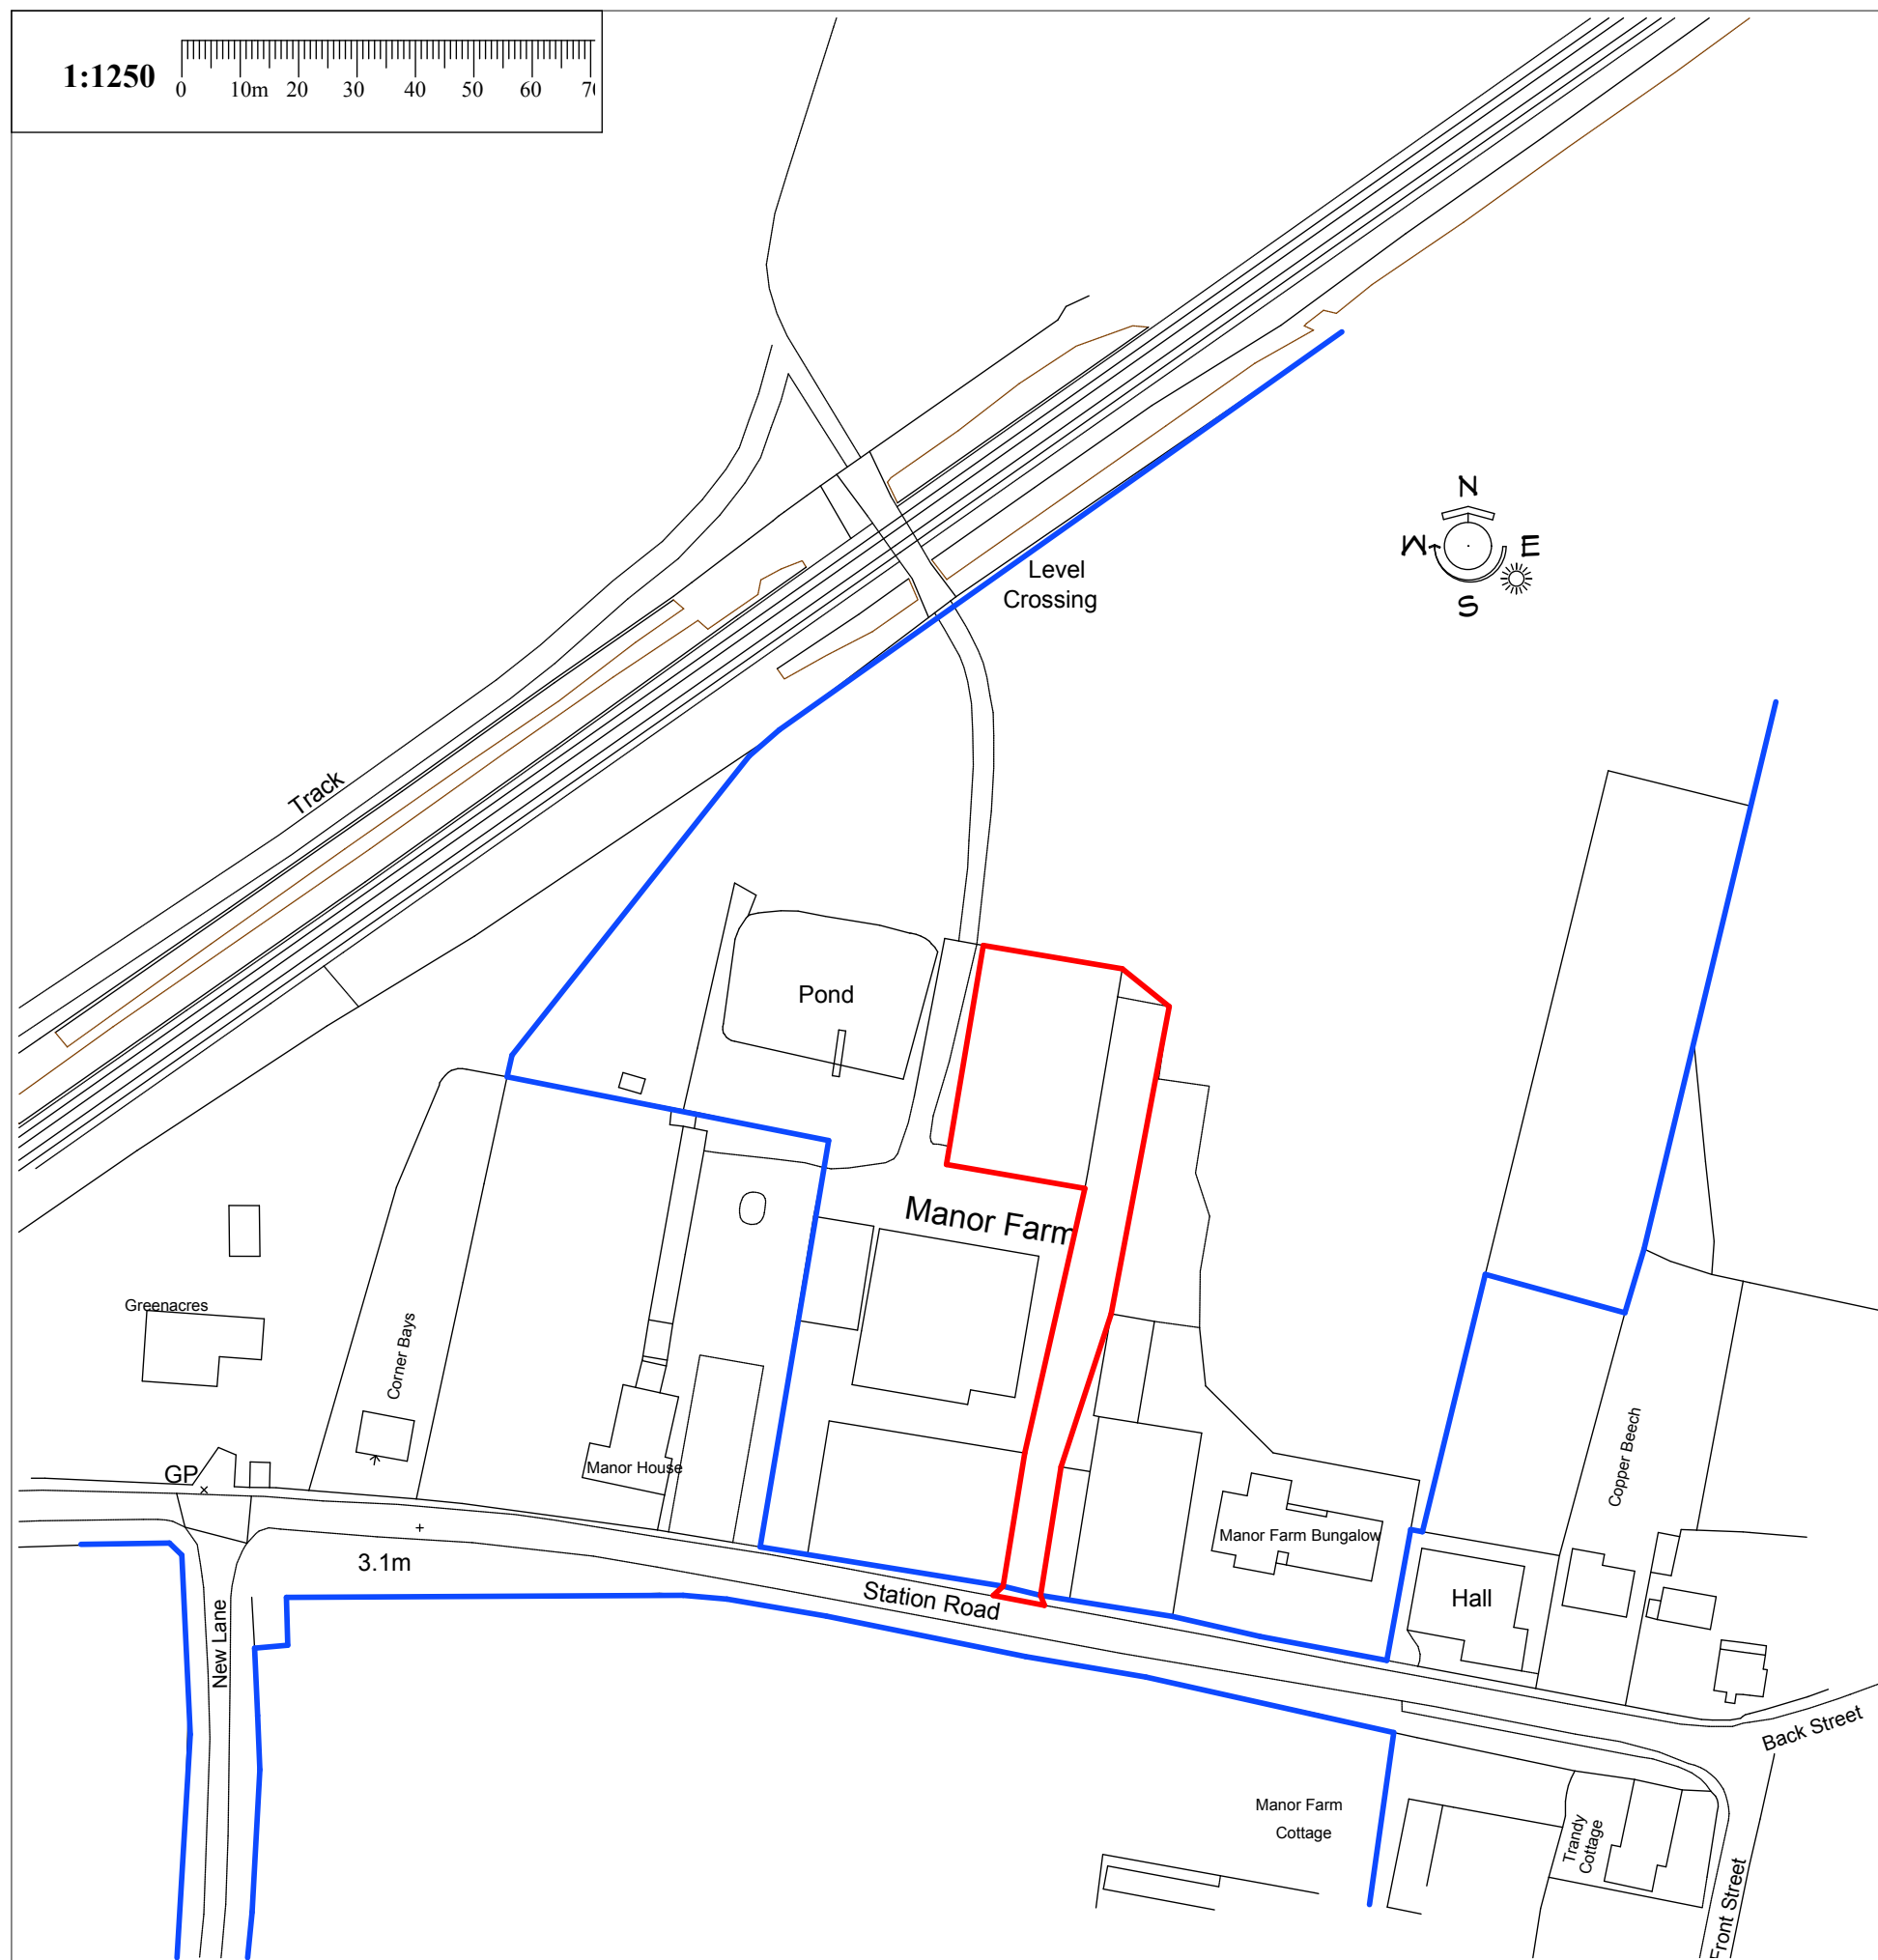 1:1250
0 10m 20 30 40 50 60
N
W E
S
Level
Crossing
Track
Pond
Manor Farm
Greenacres
Corner Bays
Manor House
Copper Beech
GP
Manor Farm Bungalow
3.1m
Station Road
Hall
New Lane
Back Street
Manor Farm
Cottage
Trandy
Cottage
Front Street